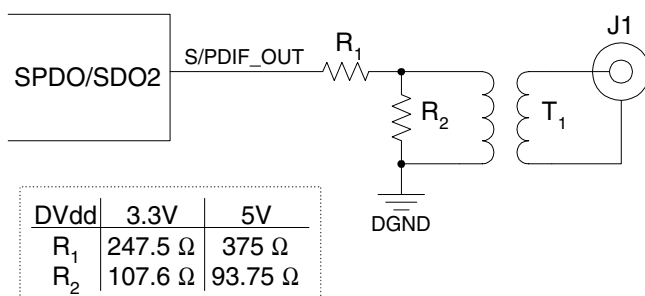 J1
S/PDIF_OUT
R1
SPDO/SDO2
R2
T1
DGND
DVdd 3.3V 5V
R1 247.5 Ω 375 Ω
R2 107.6 Ω 93.75 Ω